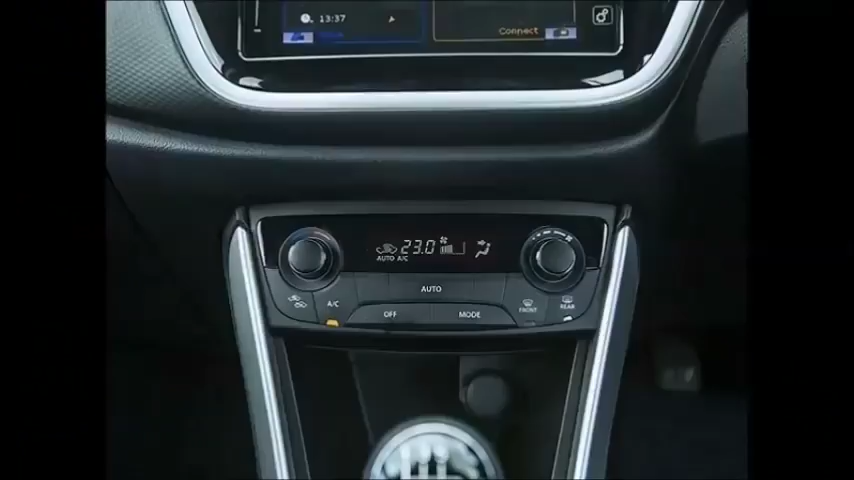 13:37
Connect
23.0
AUTO A/C
AUTO
A/C
OFF
MODE
FRONT
REAR